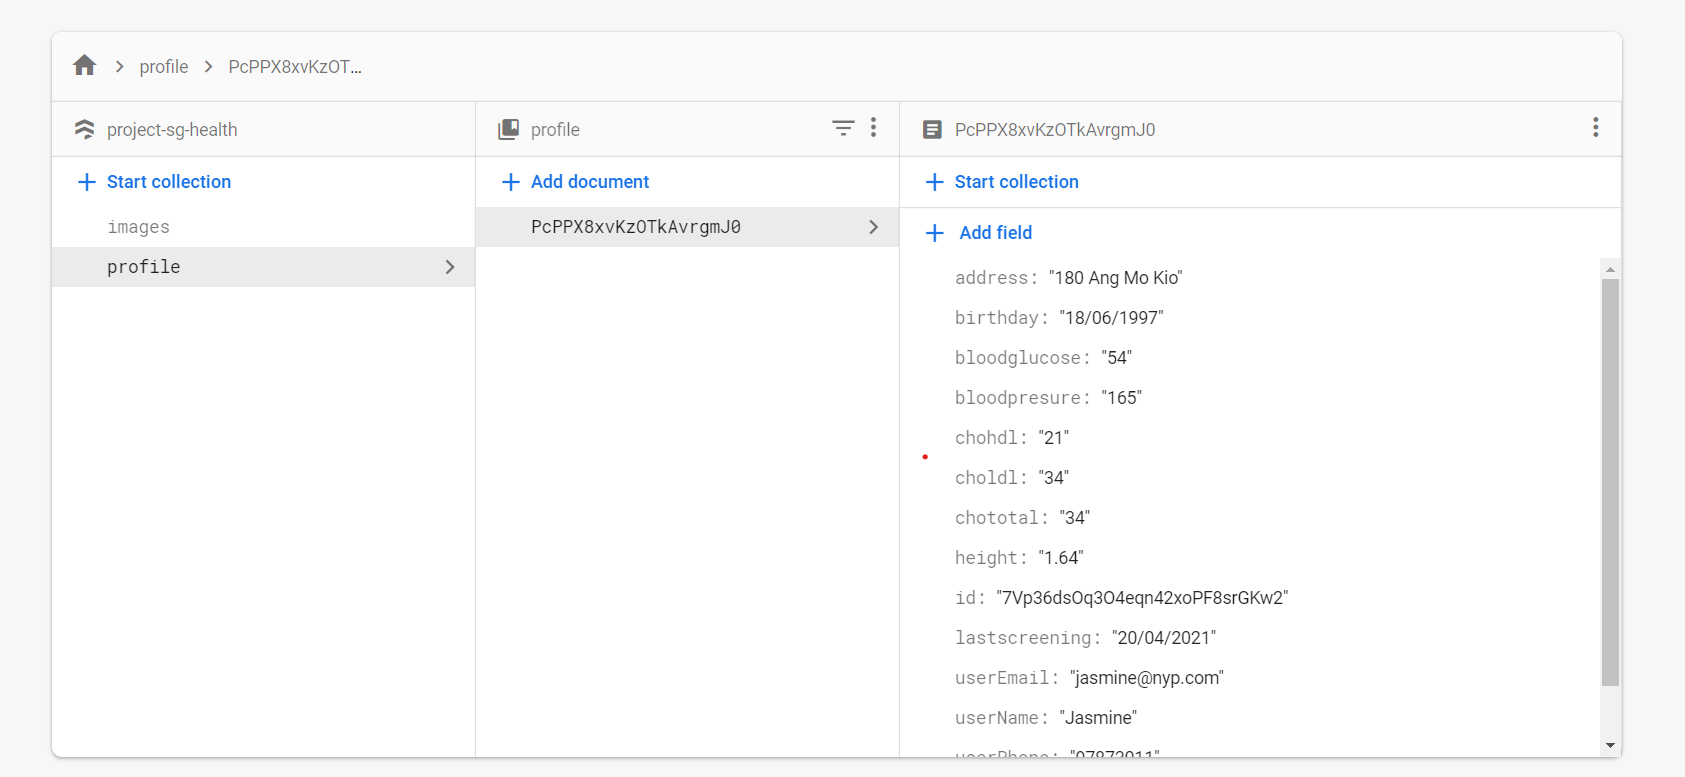 profile
PcPPX8xvKzOT...
project-sg-health
Start collection
images
profile
profile
Add document
PcPPX8xvKzOTkAvrgmJ0
PcPPX8xvKzOTkAvrgmJ0
Start collection
Add field
address: "180 Ang Mo Kio"
birthday: "18/06/1997"
bloodglucose: "54"
bloodpresure: "165"
chohdl: "21"
choldl: "34"
chototal: "34"
height: "1.64"
id: "7Vp36dsOq3O4eqn42xoPF8srGKw2"
lastscreening: "20/04/2021"
userEmail: "jasmine@nyp.com"
userName: "Jasmine"
userPhone: